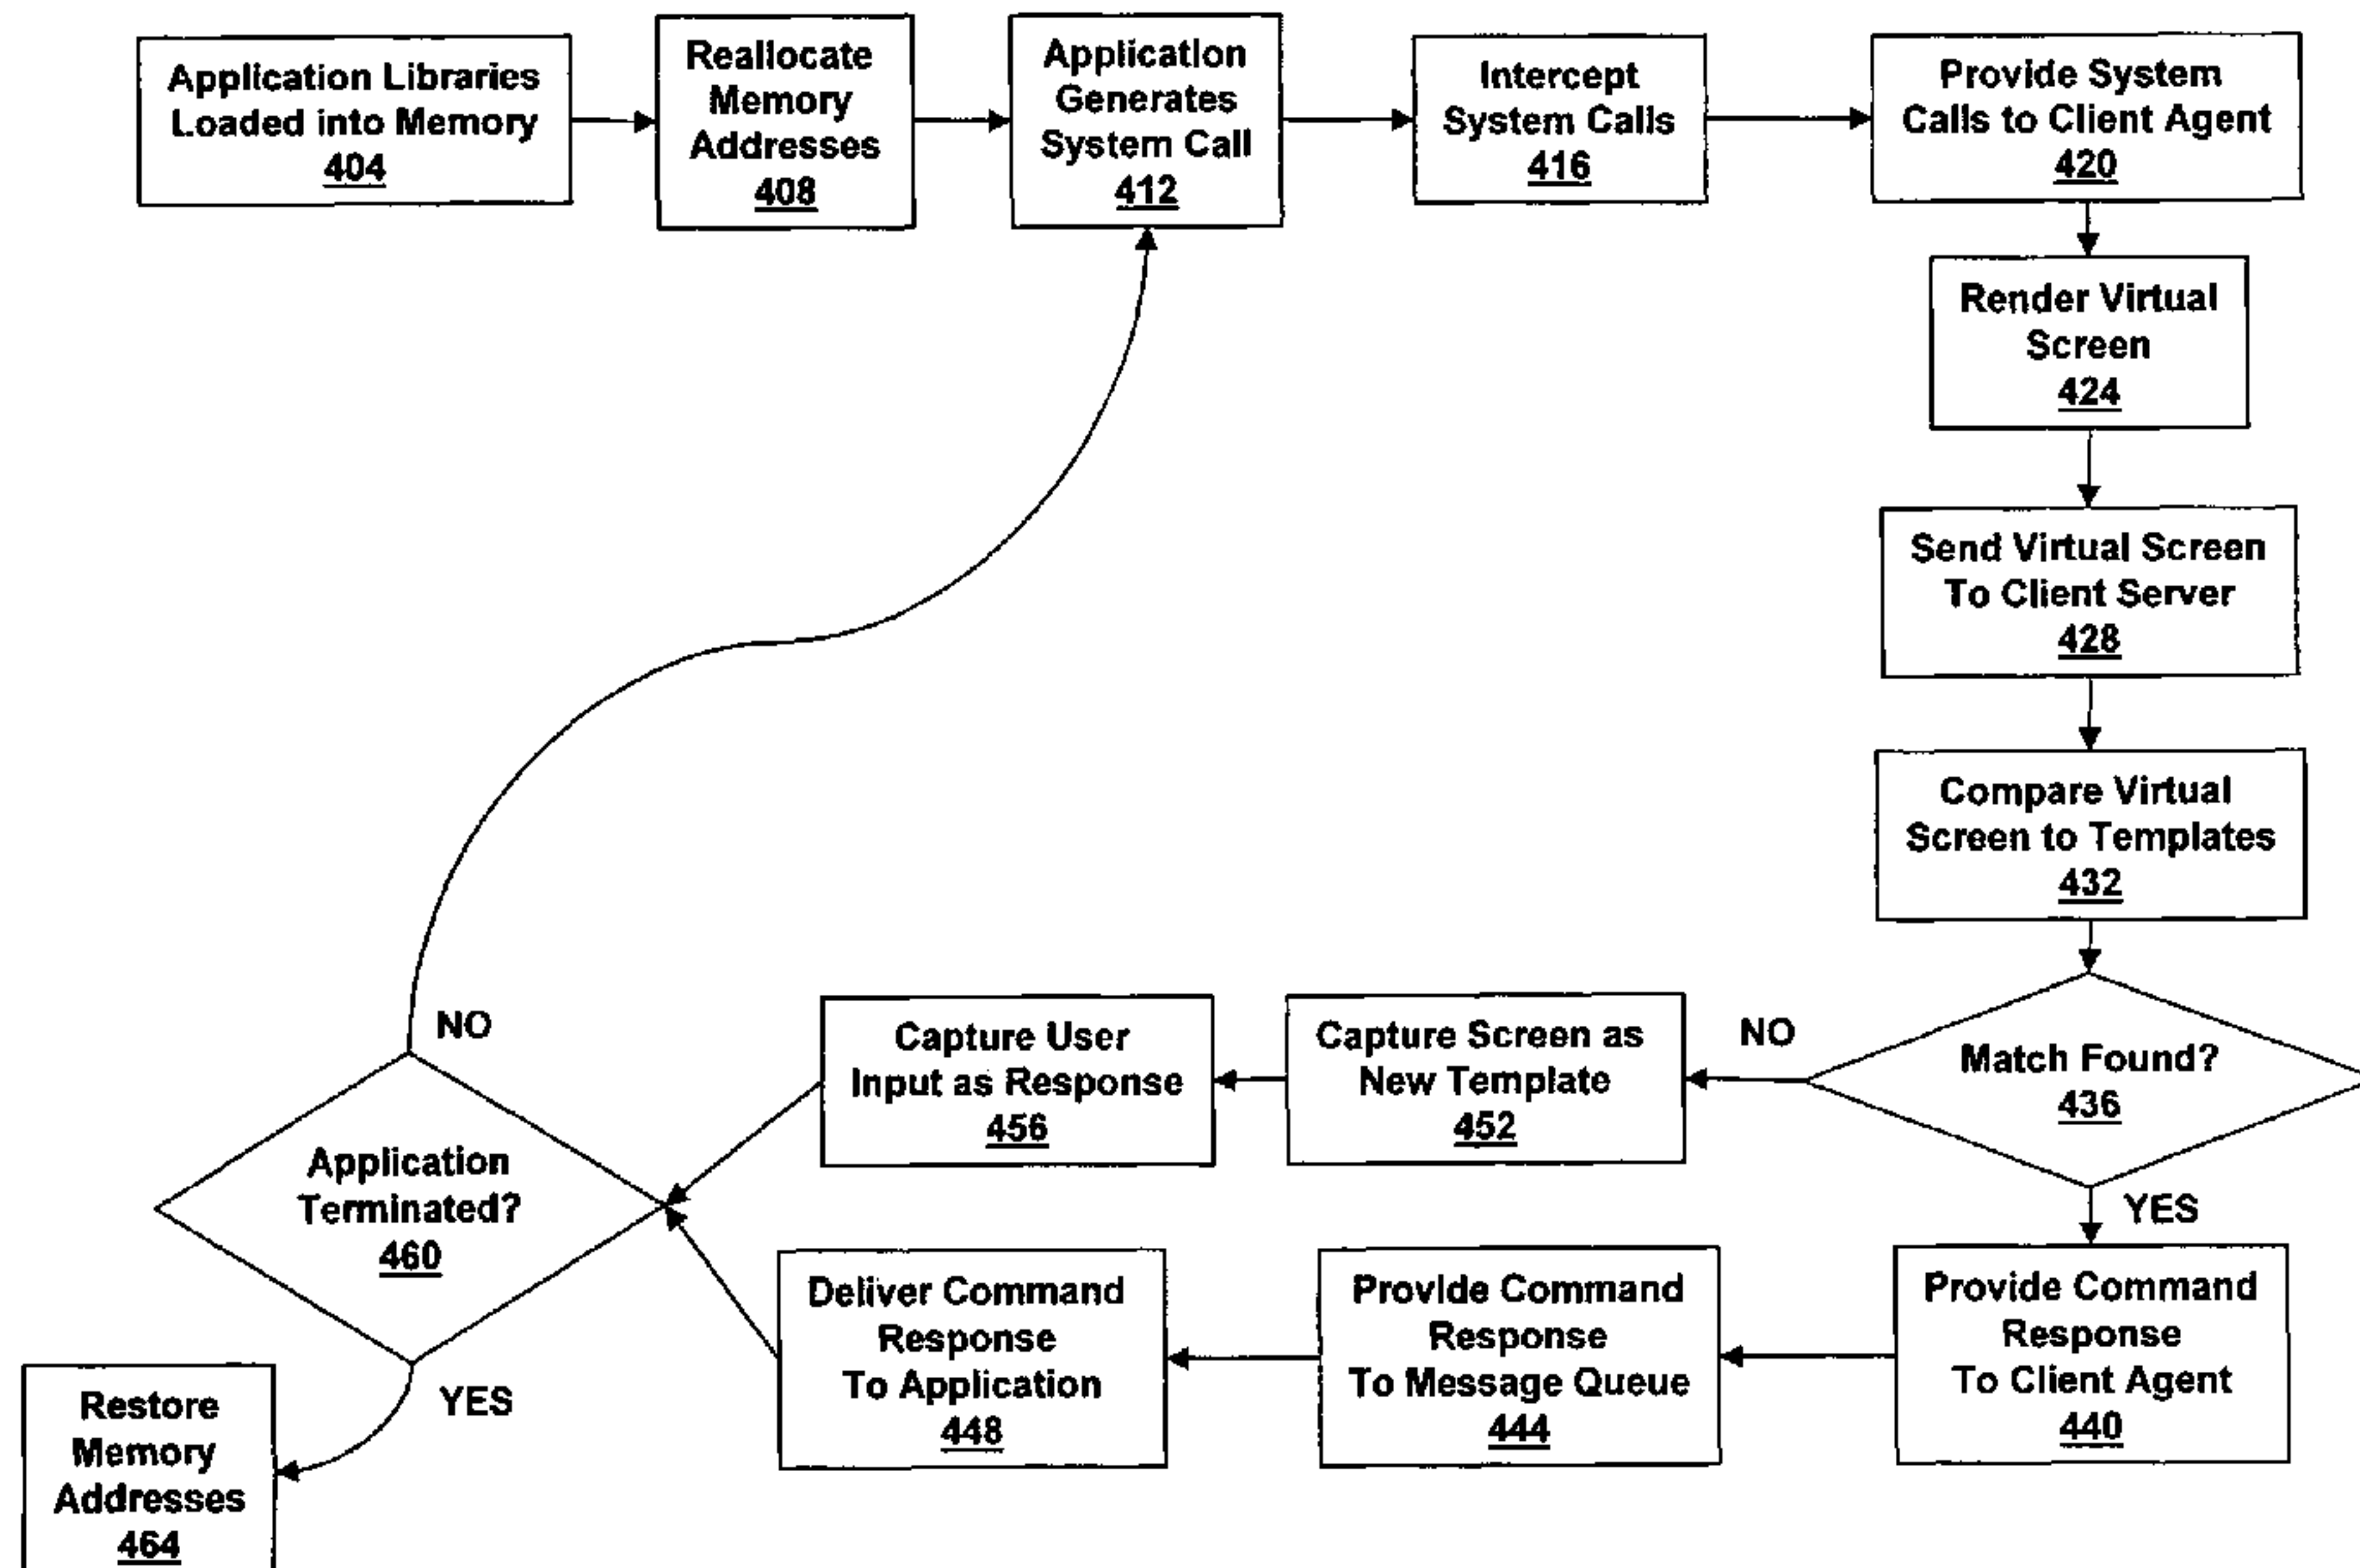 Application Libraries
Loaded into Memory
404
Reallocate
Memory
Addresses
408
Application
Generates
System Call
412
Intercept
System Calls
416
Provide System
Calls to Client Agent
420
Render Virtual
Screen
424
Send Virtual Screen
To Client Server
428
Compare Virtual
Screen to Templates
432
Match Found?
436
NO
Capture Screen as
New Template
452
Capture User
Input as Response
456
YES
Provide Command
Response
To Client Agent
440
Provide Command
Response
To Message Queue
444
Deliver Command
Response
To Application
448
Application
Terminated?
460
NO
YES
Restore
Memory
Addresses
464